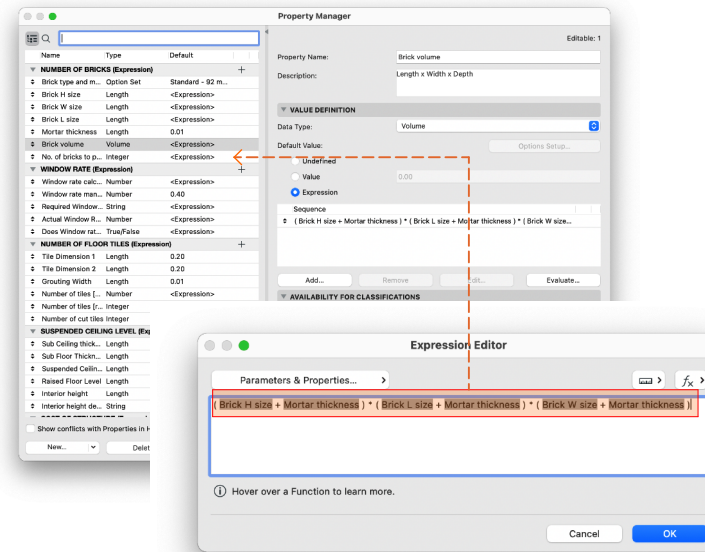 Property Manager
Editable: 1
Name Type Default
NUMBER OF BRICKS (Expression)
Brick type and m... Option Set Standard - 92 m...
Brick H size Length <Expression>
Brick W size Length <Expression>
Brick L size Length <Expression>
Mortar thickness Length 0.01
Brick volume Volume <Expression>
No. of bricks to p... Integer <Expression>
WINDOW RATE (Expression)
Window rate calc... Number <Expression>
Window rate man... Number 0.40
Required Window... String <Expression>
Actual Window R... Number <Expression>
Does Window rat... True/False <Expression>
NUMBER OF FLOOR TILES (Expression)
Tile Dimension 1 Length 0.20
Tile Dimension 2 Length 0.20
Grouting Width Length 0.01
Number of tiles [... Number <Expression>
Number of tiles [r... Integer
Number of cut tiles Integer
SUSPENDED CEILING LEVEL (Exp
Sub Ceiling thick... Length
Sub Floor Thickn... Length
Suspended Ceilin... Length
Raised Floor Level Length
Interior height Length
Interior height de... String
Show conflicts with Properties in H
New... Delet
Property Name: Brick volume
Description: Length x Width x Depth
VALUE DEFINITION
Data Type: Volume
Default Value: Options Setup...
Undefined
Value 0.00
Expression
Sequence
( Brick H size + Mortar thickness ) * ( Brick L size + Mortar thickness ) * ( Brick W size...
Add... Remove Edit... Evaluate...
AVAILABILITY FOR CLASSIFICATIONS
Expression Editor
Parameters & Properties... fx
( Brick H size + Mortar thickness ) * ( Brick L size + Mortar thickness ) * ( Brick W size + Mortar thickness )
Hover over a Function to learn more.
Cancel OK